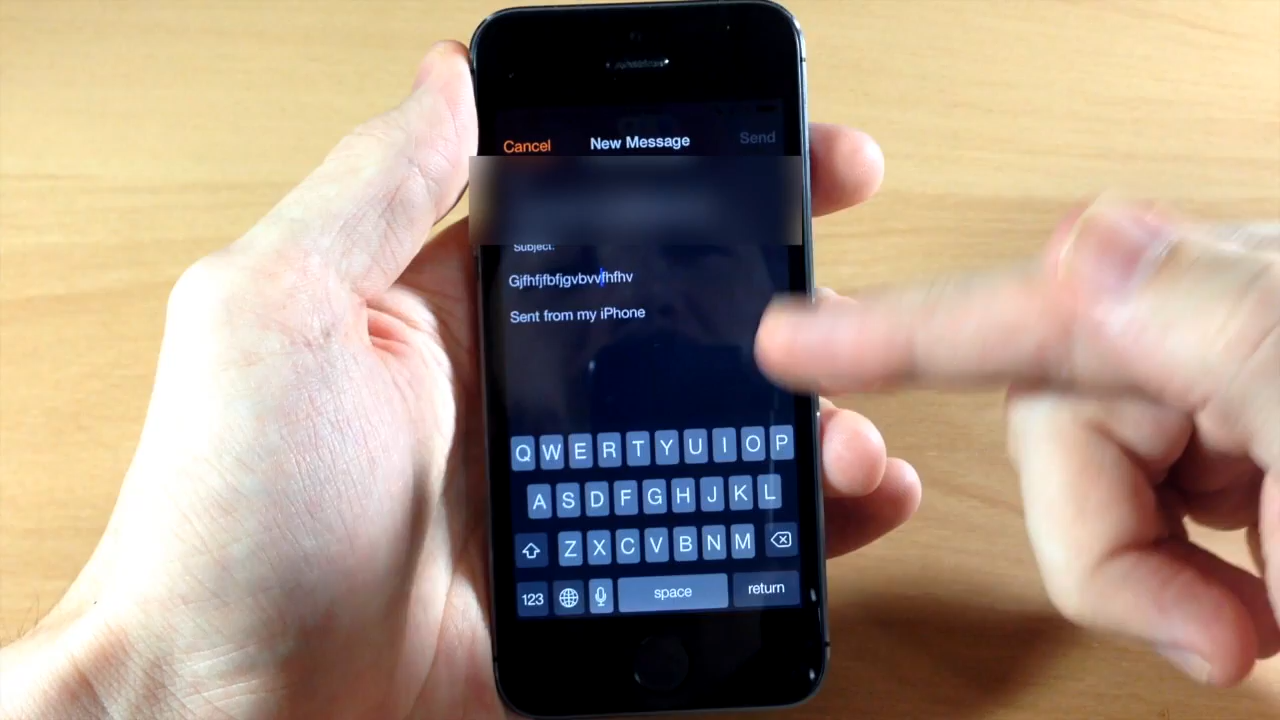 Cancel New Message Send
Subject:
Gjfhfjfbfjgvbvvfhfhv
Sent from my iPhone
Q W E R T Y U I O P
A S D F G H J K L
Z X C V B N M
123 space return